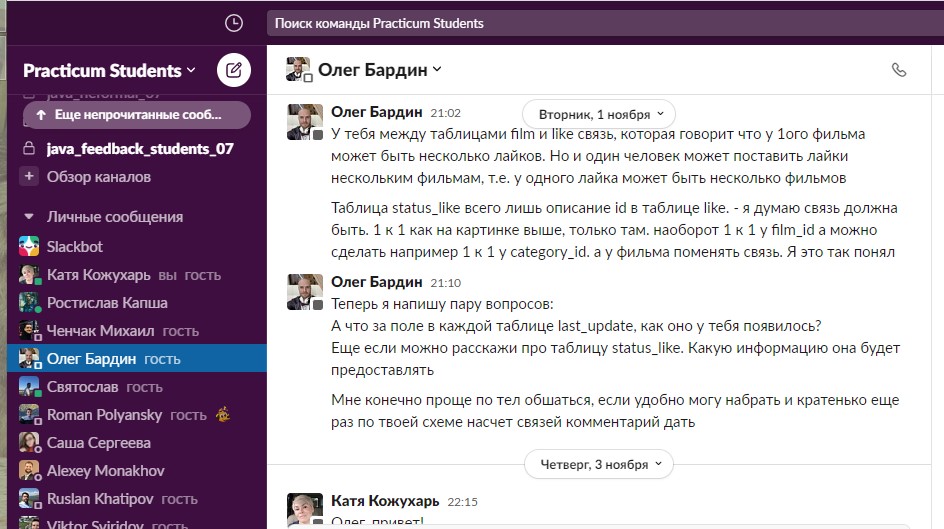 Поиск команды Practicum Students
Practicum Students
Еще непрочитанные сооб...
java_feedback_students_07
Обзор каналов
Личные сообщения
Slackbot
Катя Кожухарь вы гость
Ростислав Капша
Ченчак Михаил гость
Олег Бардин гость
Святослав гость
Roman Polyansky гость
Саша Сергеева
Alexey Monakhov
Ruslan Khatipov гость
Viktor Sviridov гость
Олег Бардин
Вторник, 1 ноября
Олег Бардин 21:02
У тебя между таблицами film и like связь, которая говорит что у 1ого фильма
может быть несколько лайков. Но и один человек может поставить лайки
нескольким фильмам, т.е. у одного лайка может быть несколько фильмов
Таблица status_like всего лишь описание id в таблице like. - я думаю связь должна
быть. 1 к 1 как на картинке выше, только там. наоборот 1 к 1 у film_id а можно
сделать например 1 к 1 у category_id. а у фильма поменять связь. Я это так понял
Олег Бардин 21:10
Теперь я напишу пару вопросов:
А что за поле в каждой таблице last_update, как оно у тебя появилось?
Еще если можно расскажи про таблицу status_like. Какую информацию она будет
предоставлять
Мне конечно проще по тел общаться, если удобно могу набрать и кратенько еще
раз по твоей схеме насчет связей комментарий дать
Четверг, 3 ноября
Катя Кожухарь 22:15
Олег, привет!